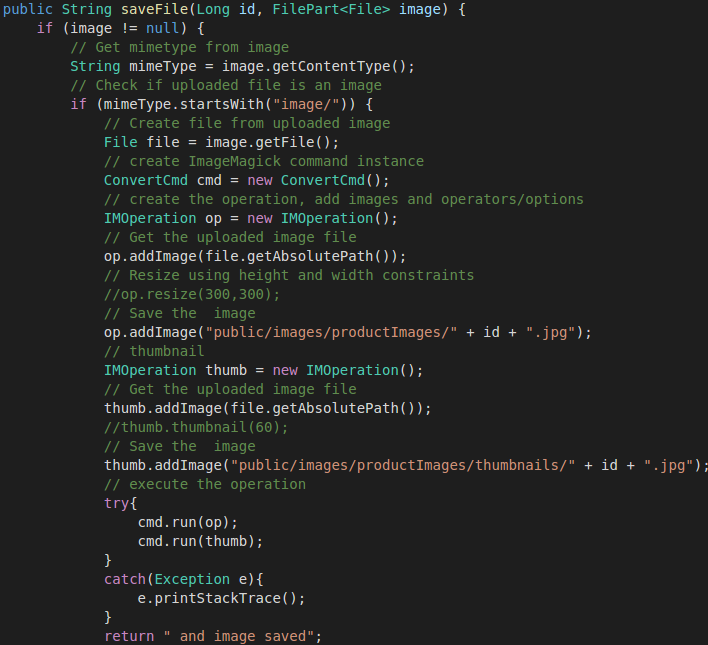 public String saveFile(Long id, FilePart<File> image) {
    if (image != null) {
        // Get mimetype from image
        String mimeType = image.getContentType();
        // Check if uploaded file is an image
        if (mimeType.startsWith("image/")) {
            // Create file from uploaded image
            File file = image.getFile();
            // create ImageMagick command instance
            ConvertCmd cmd = new ConvertCmd();
            // create the operation, add images and operators/options
            IMOperation op = new IMOperation();
            // Get the uploaded image file
            op.addImage(file.getAbsolutePath());
            // Resize using height and width constraints
            //op.resize(300,300);
            // Save the  image
            op.addImage("public/images/productImages/" + id + ".jpg");
            // thumbnail
            IMOperation thumb = new IMOperation();
            // Get the uploaded image file
            thumb.addImage(file.getAbsolutePath());
            //thumb.thumbnail(60);
            // Save the  image
            thumb.addImage("public/images/productImages/thumbnails/" + id + ".jpg");
            // execute the operation
            try{
                cmd.run(op);
                cmd.run(thumb);
            }
            catch(Exception e){
                e.printStackTrace();
            }
            return " and image saved";